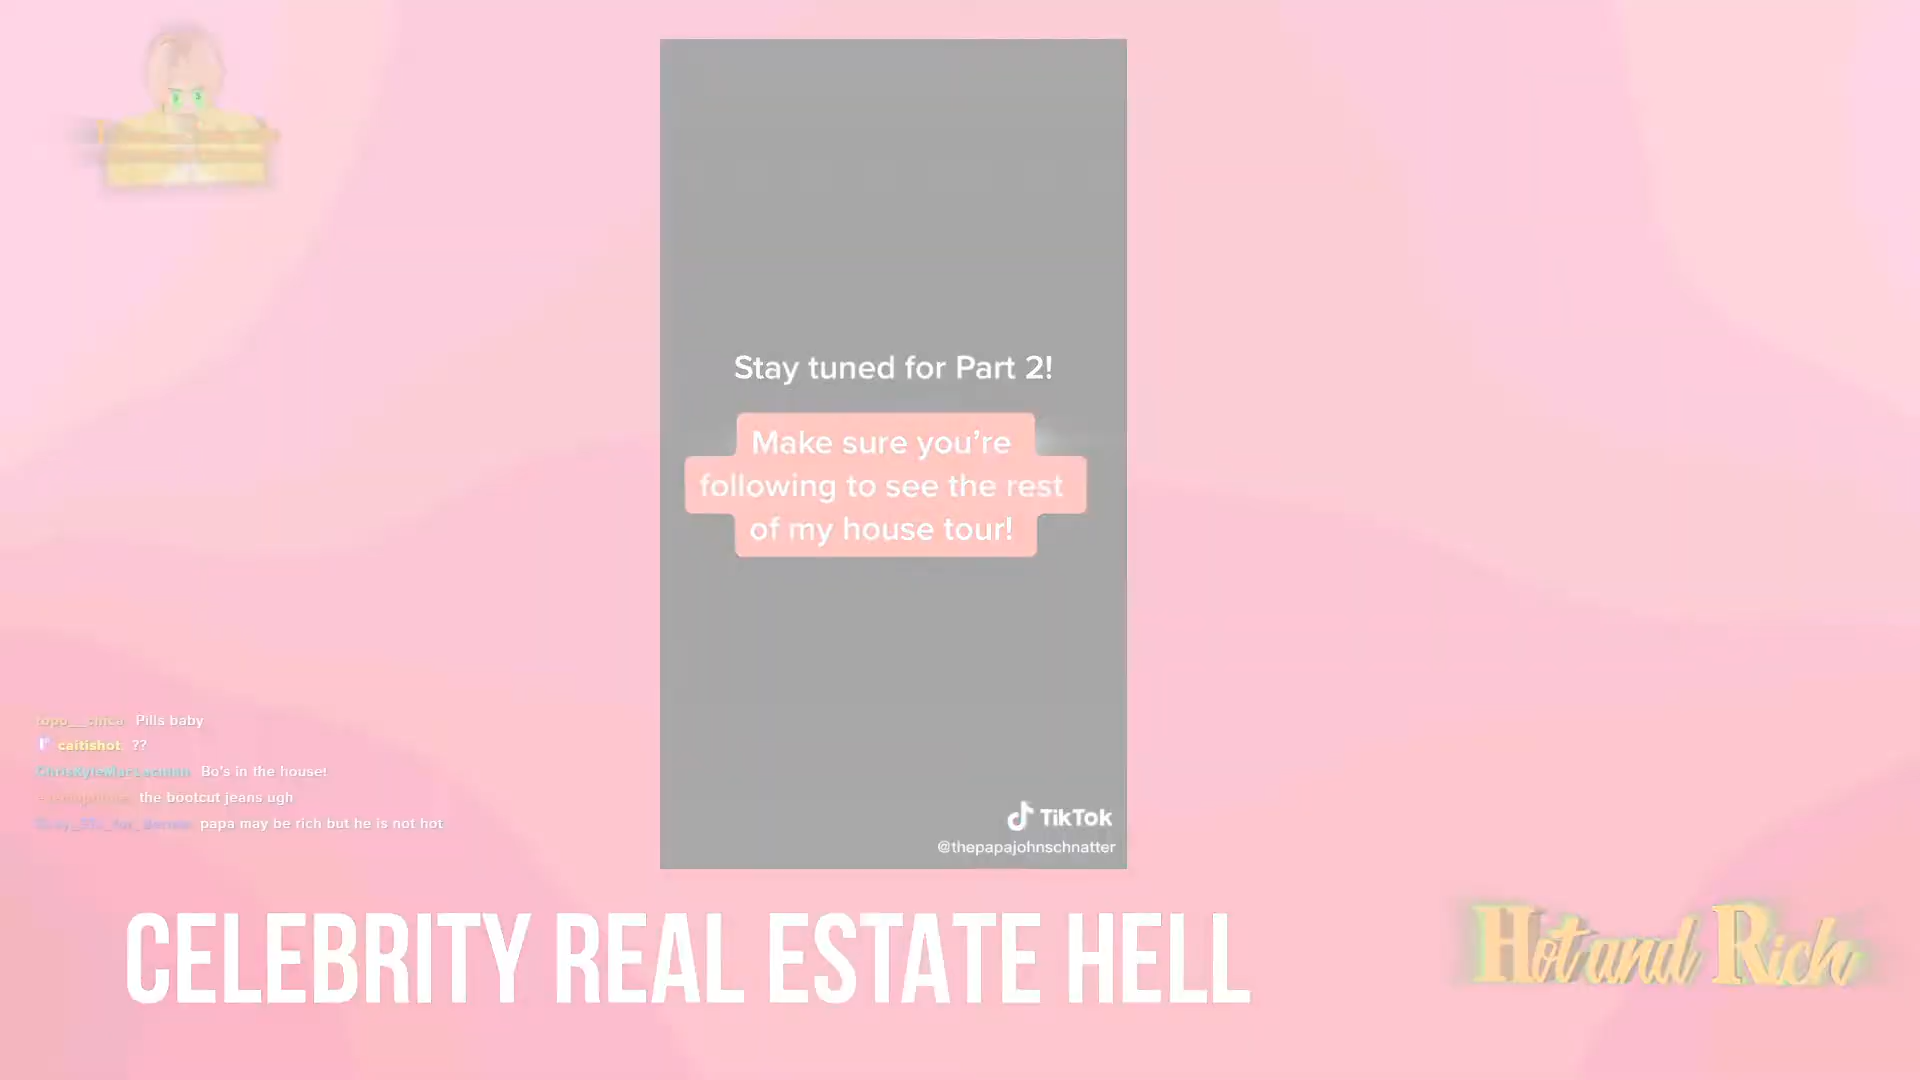 Stay tuned for Part 2!
Make sure you're
following to see the rest
of my house tour!
TikTok
@thepapajohnschnatter
topo__chica Pills baby
caitishot ??
ChrisKyleMacLachlan Bo's in the house!
the bootcut jeans ugh
papa may be rich but he is not hot
CELEBRITY REAL ESTATE HELL
Hot and Rich